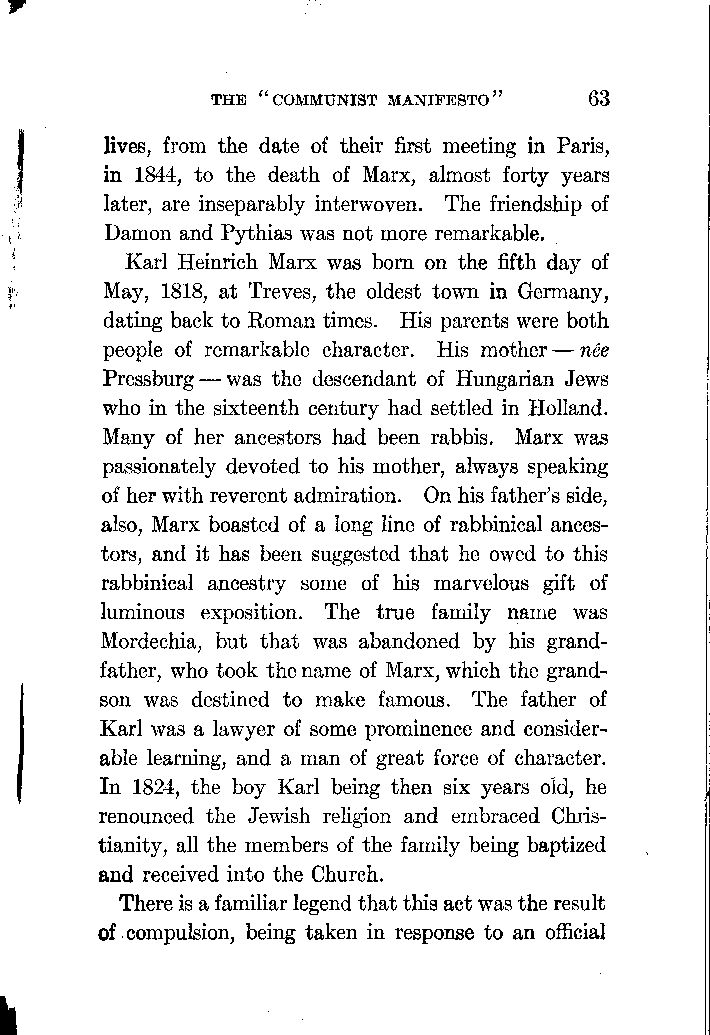 THE "COMMUNIST MANIFESTO" 63
lives, from the date of their first meeting in Paris,
in 1844, to the death of Marx, almost forty years
later, are inseparably interwoven. The friendship of
Damon and Pythias was not more remarkable.
Karl Heinrich Marx was born on the fifth day of
May, 1818, at Treves, the oldest town in Germany,
dating back to Roman times. His parents were both
people of remarkable character. His mother — née
Pressburg — was the descendant of Hungarian Jews
who in the sixteenth century had settled in Holland.
Many of her ancestors had been rabbis. Marx was
passionately devoted to his mother, always speaking
of her with reverent admiration. On his father's side,
also, Marx boasted of a long line of rabbinical ances-
tors, and it has been suggested that he owed to this
rabbinical ancestry some of his marvelous gift of
luminous exposition. The true family name was
Mordechia, but that was abandoned by his grand-
father, who took the name of Marx, which the grand-
son was destined to make famous. The father of
Karl was a lawyer of some prominence and consider-
able learning, and a man of great force of character.
In 1824, the boy Karl being then six years old, he
renounced the Jewish religion and embraced Chris-
tianity, all the members of the family being baptized
and received into the Church.
There is a familiar legend that this act was the result
of compulsion, being taken in response to an official